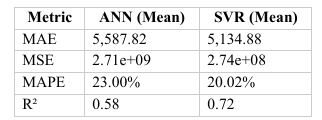 Metric ANN (Mean) SVR (Mean)
MAE 5,587.82 5,134.88
MSE 2.71e+09 2.74e+08
MAPE 23.00% 20.02%
R² 0.58 0.72